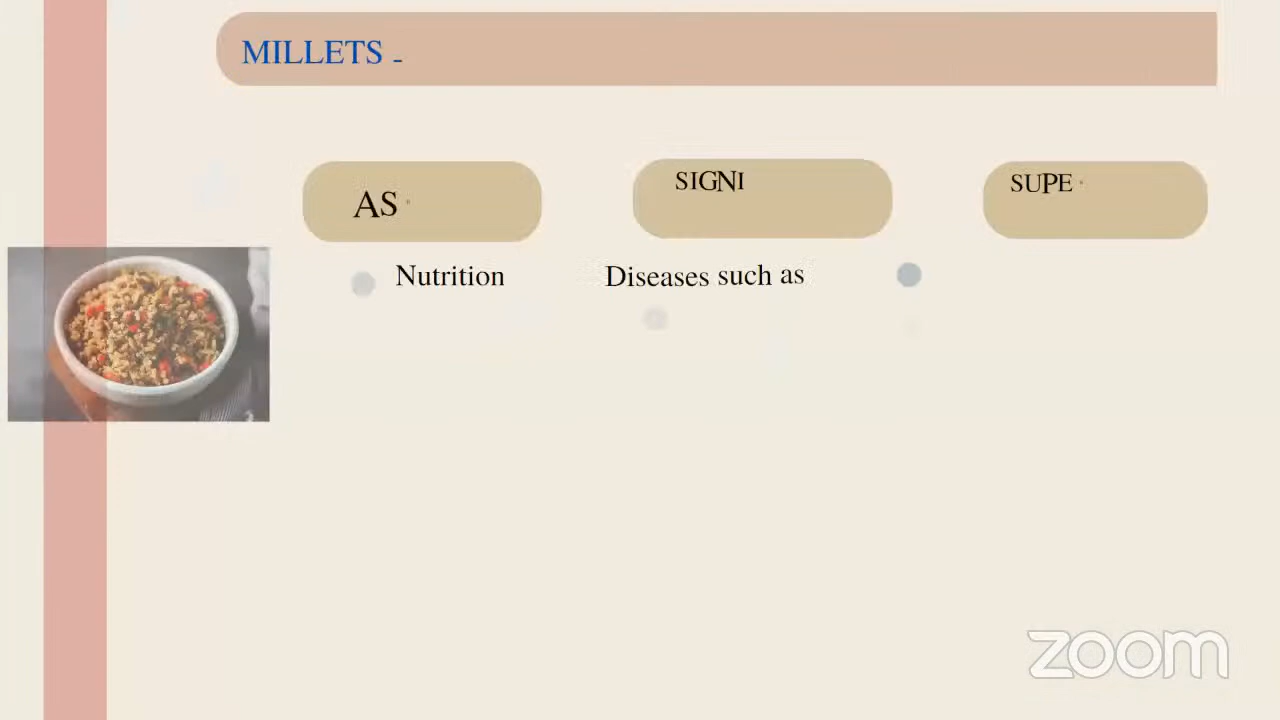 MILLETS -
AS
SIGNI
SUPE
Nutrition
Diseases such as
zoom